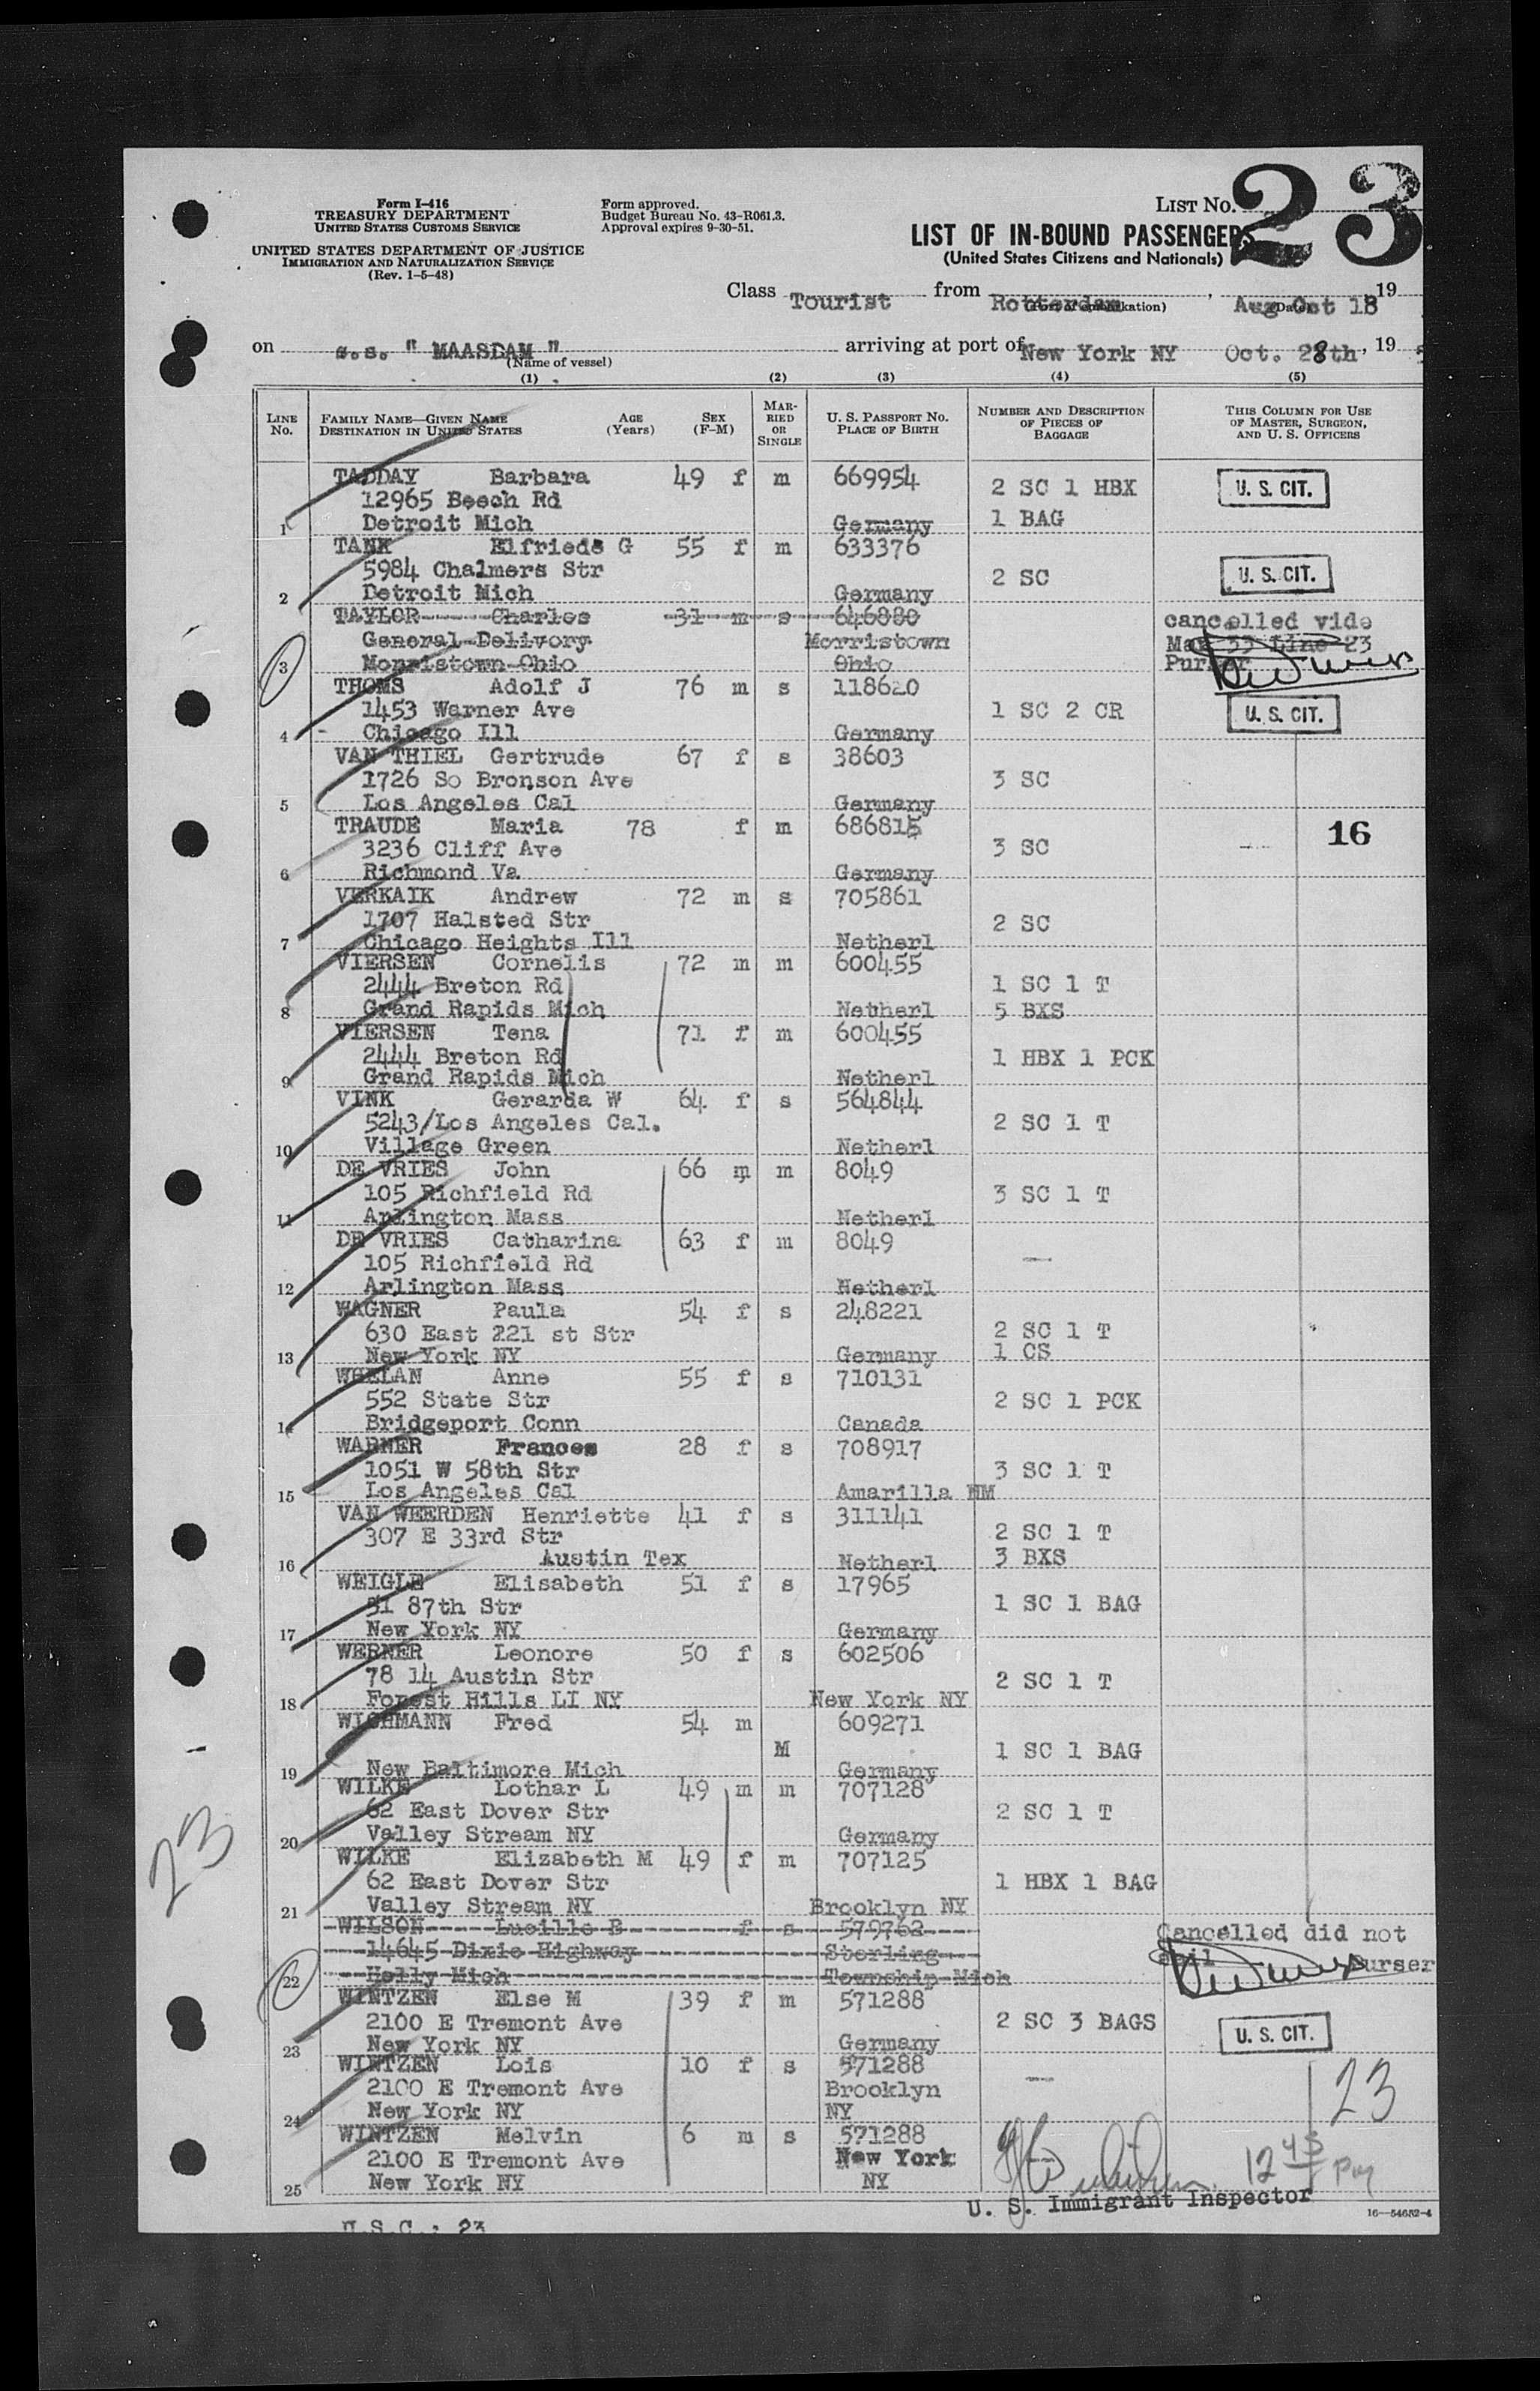 Form I-416
TREASURY DEPARTMENT
UNITED STATES CUSTOMS SERVICE
UNITED STATES DEPARTMENT OF JUSTICE
IMMIGRATION AND NATURALIZATION SERVICE
(Rev. 1-5-48)
Form approved.
Budget Bureau No. 43-R061.3.
Approval expires 9-30-51.
LIST NO. 23
LIST OF IN-BOUND PASSENGERS
(United States Citizens and Nationals)
Class Tourist from Rotterdam, Aug Oct 18, 19
(Port of embarkation) (Date)
on s.s. " MAASDAM " arriving at port of New York NY Oct. 28th, 19
(Name of vessel)
(1) (2) (3) (4) (5)
LINE NO. FAMILY NAME—GIVEN NAME DESTINATION IN UNITED STATES AGE (Years) SEX (F-M) MARRIED OR SINGLE U. S. PASSPORT NO. PLACE OF BIRTH NUMBER AND DESCRIPTION OF PIECES OF BAGGAGE THIS COLUMN FOR USE OF MASTER, SURGEON, AND U. S. OFFICERS
TADDAY Barbara 49 f m 669954 2 SC 1 HBX U. S. CIT.
12965 Beech Rd
1 Detroit Mich Germany 1 BAG
TANK Elfriede G 55 f m 633376
5984 Chalmers Str 2 SC U. S. CIT.
2 Detroit Mich Germany
TAYLOR Charles 31 m s 646880 cancelled vide
General Delivery Morristown Man 33 Line 23
3 Morristown Ohio Ohio Purser
THOMS Adolf J 76 m s 118620
1453 Warner Ave 1 SC 2 CR U. S. CIT.
4 Chicago Ill Germany
VAN THIEL Gertrude 67 f s 38603
1726 So Bronson Ave 3 SC
5 Los Angeles Cal Germany
TRAUDE Maria 78 f m 686815 16
3236 Cliff Ave 3 SC
6 Richmond Va Germany
VERKAIK Andrew 72 m s 705861
1707 Halsted Str 2 SC
7 Chicago Heights Ill Netherl
VIERSEN Cornelis 72 m m 600455
2444 Breton Rd 1 SC 1 T
8 Grand Rapids Mich Netherl 5 BXS
VIERSEN Tena 71 f m 600455
2444 Breton Rd 1 HBX 1 PCK
9 Grand Rapids Mich Netherl
VINK Gerarda W 64 f s 564844
5243/Los Angeles Cal. 2 SC 1 T
10 Village Green Netherl
DE VRIES John 66 m m 8049
105 Richfield Rd 3 SC 1 T
11 Arlington Mass Netherl
DE VRIES Catharina 63 f m 8049
105 Richfield Rd —
12 Arlington Mass Netherl
WAGNER Paula 54 f s 248221
630 East 221 st Str 2 SC 1 T
13 New York NY Germany 1 CS
WHELAN Anne 55 f s 710131
552 State Str 2 SC 1 PCK
14 Bridgeport Conn Canada
WARNER Frances 28 f s 708917
1051 W 58th Str 3 SC 1 T
15 Los Angeles Cal Amarilla NM
VAN WEERDEN Henriette 41 f s 311141
307 E 33rd Str 2 SC 1 T
16 Austin Tex Netherl 3 BXS
WEIGLE Elisabeth 51 f s 17965
51 87th Str 1 SC 1 BAG
17 New York NY Germany
WERNER Leonore 50 f s 602506
78 14 Austin Str 2 SC 1 T
18 Forest Hills LI NY New York NY
WICHMANN Fred 54 m 609271
M 1 SC 1 BAG
19 New Baltimore Mich Germany
WILKE Lothar L 49 m m 707128
62 East Dover Str 2 SC 1 T
20 Valley Stream NY Germany
WILKE Elizabeth M 49 f m 707125
62 East Dover Str 1 HBX 1 BAG
21 Valley Stream NY Brooklyn NY
WILSON Lucille B f s 579762 Cancelled did not
14645 Dixie Highway Sterling sail Purser
22 Holly Mich Township Mich
WINTZEN Else M 39 f m 571288
2100 E Tremont Ave 2 SC 3 BAGS U. S. CIT.
23 New York NY Germany
WINTZEN Lois 10 f s 571288
2100 E Tremont Ave Brooklyn — 23
24 New York NY NY
WINTZEN Melvin 6 m s 571288
2100 E Tremont Ave New York 12 45 pm
25 New York NY NY
U. S. Immigrant Inspector
16—54652-4
U.S.C. : 23
23